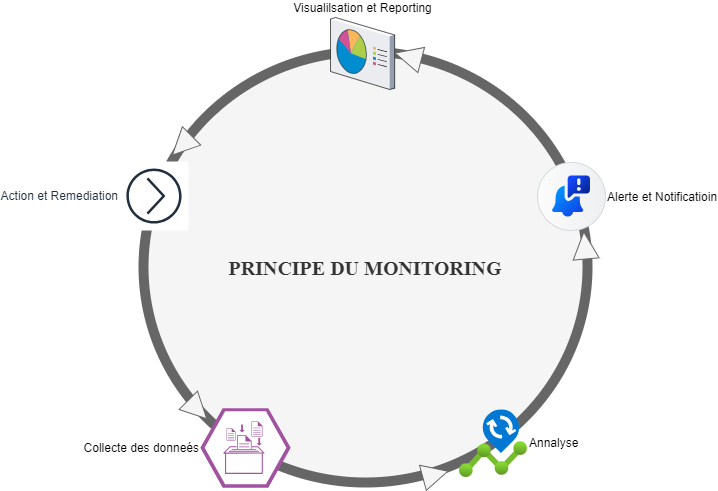 Visualilsation et Reporting
Action et Remediation
Alerte et Notificatioin
PRINCIPE DU MONITORING
Collecte des donneés
Annalyse